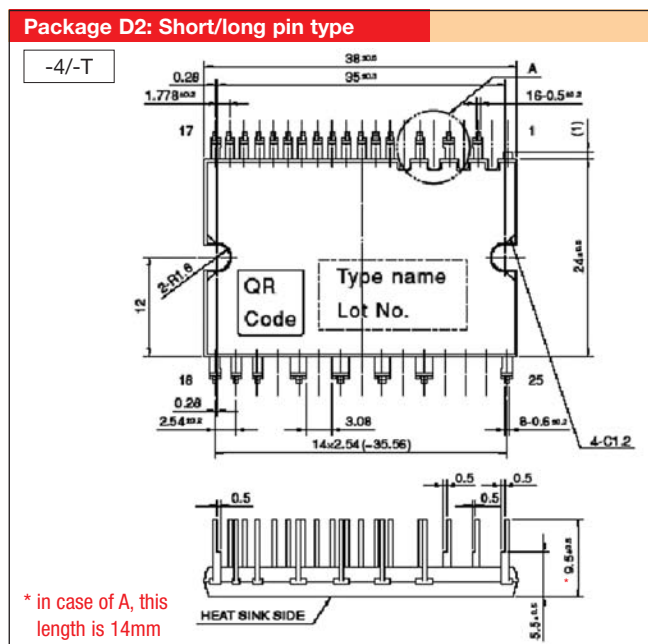 Package D2: Short/long pin type
-4/-T
38±0.5
0.28
35±0.3
A
1.778±0.2
16-0.5±0.2
17
1
(1)
24±0.5
2-R1.6
12
QR
Code
Type name
Lot No.
18
25
0.28
2.54±0.2
3.08
8-0.6±0.2
14×2.54(=35.56)
4-C1.2
0.5
0.5
0.5
0.5
* 9.5±0.5
5.5±0.5
HEAT SINK SIDE
* in case of A, this
length is 14mm